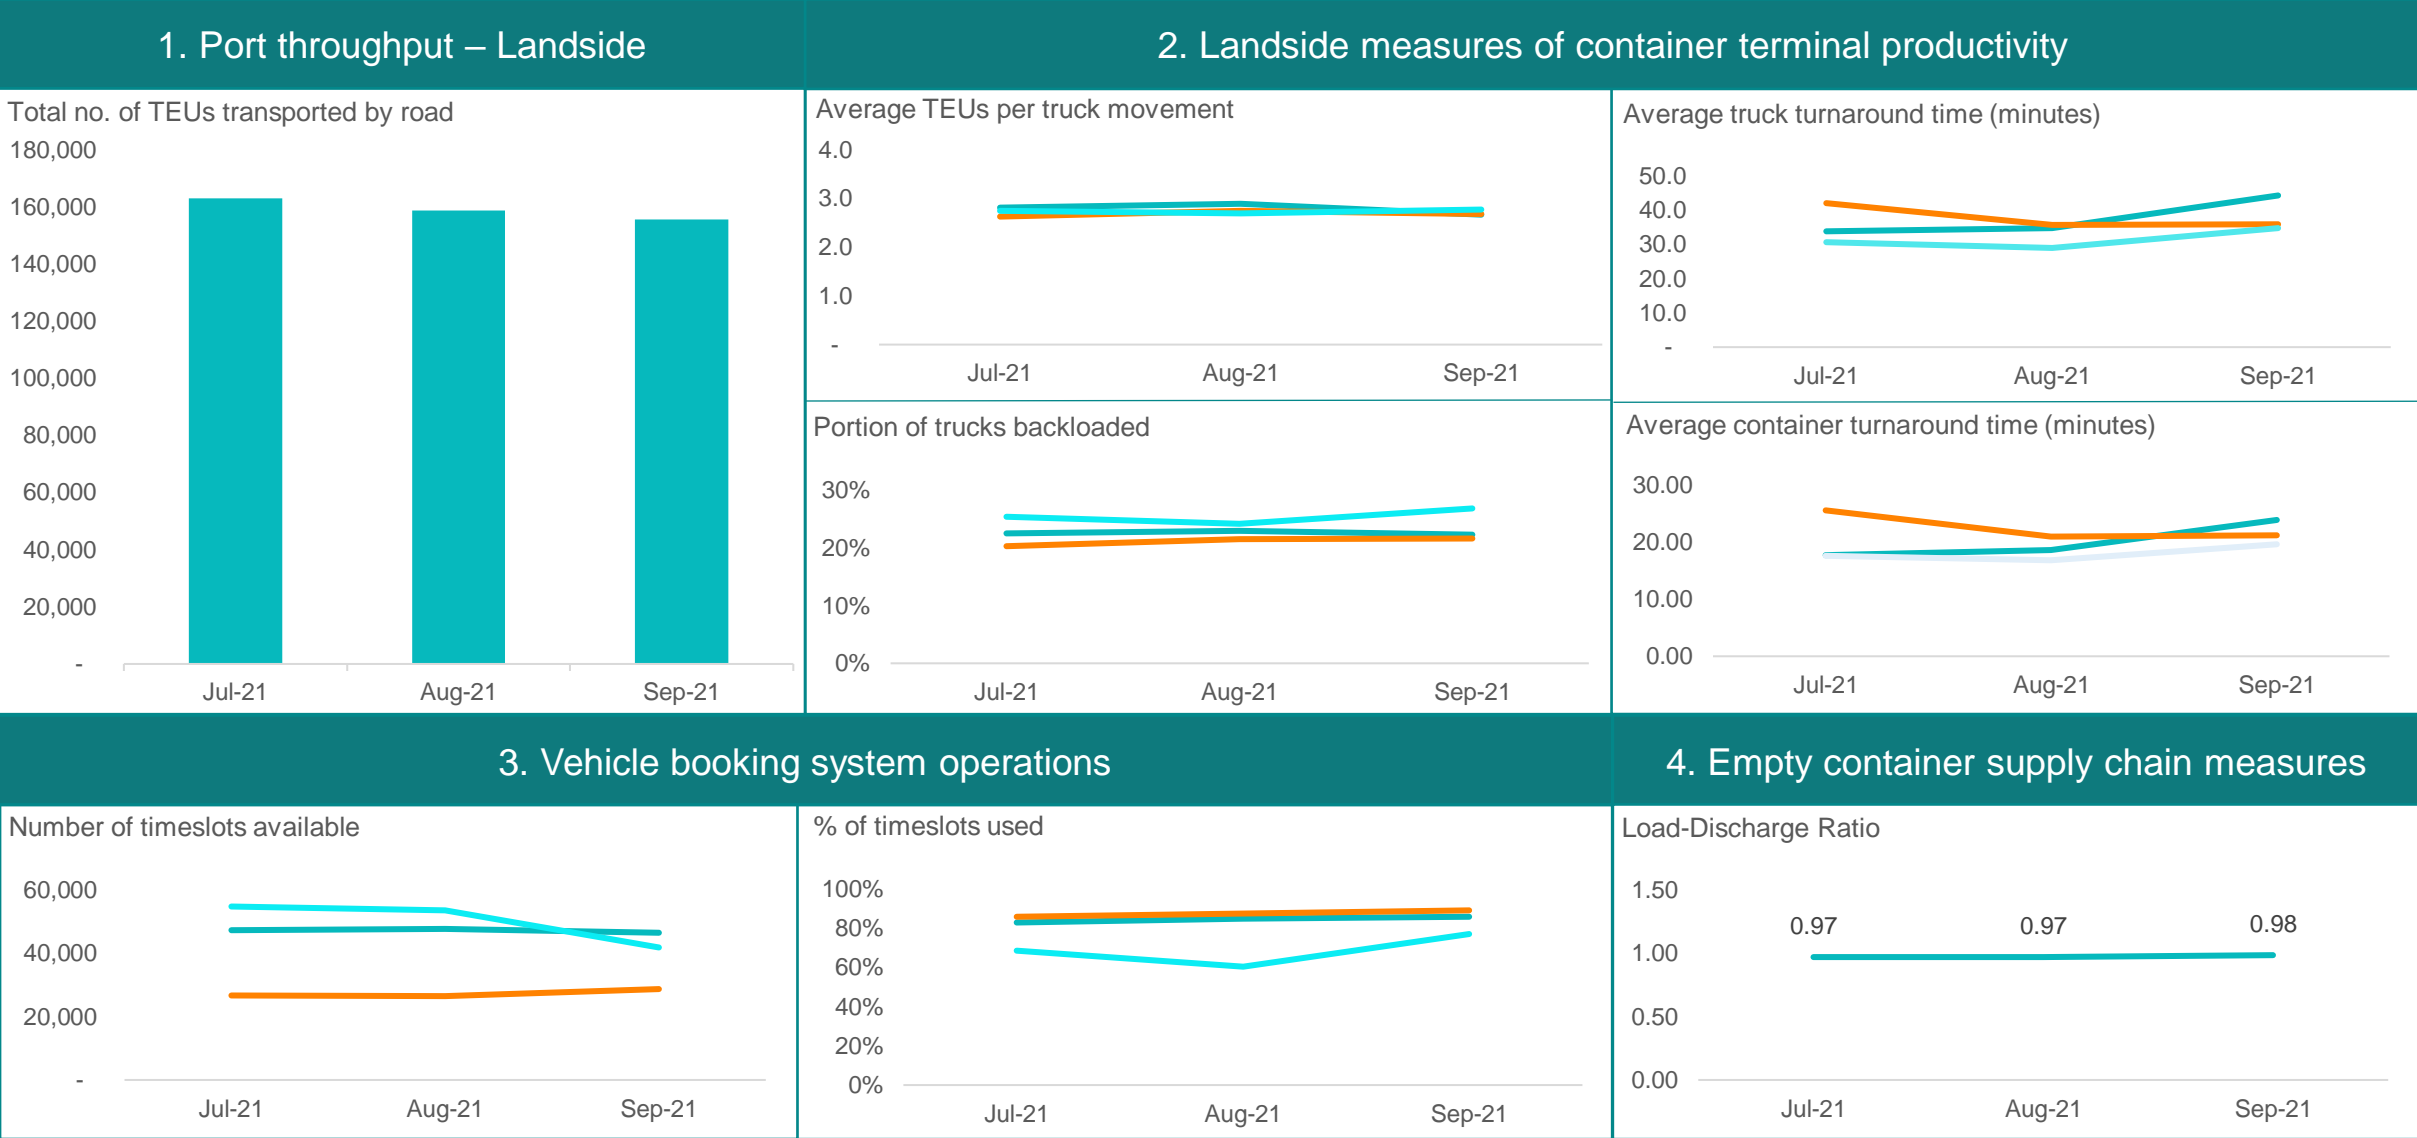 1. Port throughput – Landside
2. Landside measures of container terminal productivity
Total no. of TEUs transported by road
180,000
160,000
140,000
120,000
100,000
80,000
60,000
40,000
20,000
-
Jul-21 Aug-21 Sep-21
Average TEUs per truck movement
4.0
3.0
2.0
1.0
-
Jul-21 Aug-21 Sep-21
Average truck turnaround time (minutes)
50.0
40.0
30.0
20.0
10.0
-
Jul-21 Aug-21 Sep-21
Portion of trucks backloaded
30%
20%
10%
0%
Jul-21 Aug-21 Sep-21
Average container turnaround time (minutes)
30.00
20.00
10.00
0.00
Jul-21 Aug-21 Sep-21
3. Vehicle booking system operations
4. Empty container supply chain measures
Number of timeslots available
60,000
40,000
20,000
-
Jul-21 Aug-21 Sep-21
% of timeslots used
100%
80%
60%
40%
20%
0%
Jul-21 Aug-21 Sep-21
Load-Discharge Ratio
1.50
1.00
0.50
0.00
0.97 0.97 0.98
Jul-21 Aug-21 Sep-21